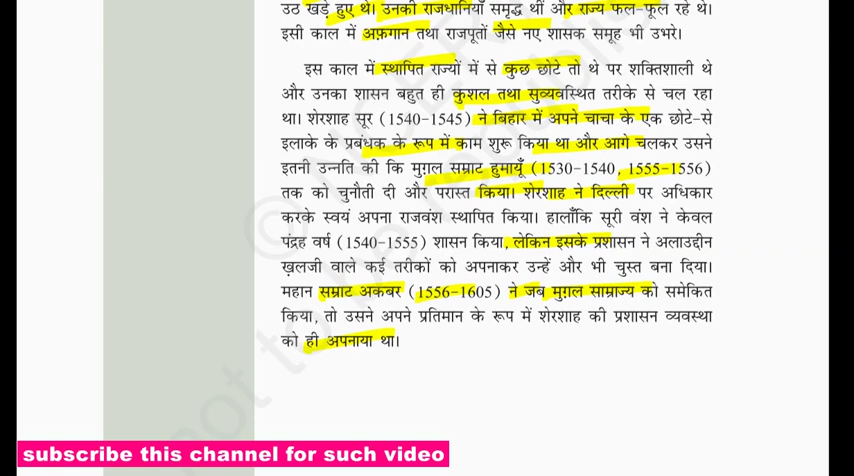 उठ खड़े हुए थे। उनकी राजधानियाँ समृद्ध थीं और राज्य फल-फूल रहे थे।
इसी काल में अफ़गान तथा राजपूतों जैसे नए शासक समूह भी उभरे।
इस काल में स्थापित राज्यों में से कुछ छोटे तो थे पर शक्तिशाली थे
और उनका शासन बहुत ही कुशल तथा सुव्यवस्थित तरीके से चल रहा
था। शेरशाह सूर (1540-1545) ने बिहार में अपने चाचा के एक छोटे-से
इलाके के प्रबंधक के रूप में काम शुरू किया था और आगे चलकर उसने
इतनी उन्नति की कि मुग़ल सम्राट हुमायूँ (1530-1540, 1555-1556)
तक को चुनौती दी और परास्त किया। शेरशाह ने दिल्ली पर अधिकार
करके स्वयं अपना राजवंश स्थापित किया। हालाँकि सूरी वंश ने केवल
पंद्रह वर्ष (1540-1555) शासन किया, लेकिन इसके प्रशासन ने अलाउद्दीन
ख़लजी वाले कई तरीकों को अपनाकर उन्हें और भी चुस्त बना दिया।
महान सम्राट अकबर (1556-1605) ने जब मुग़ल साम्राज्य को समेकित
किया, तो उसने अपने प्रतिमान के रूप में शेरशाह की प्रशासन व्यवस्था
को ही अपनाया था।
subscribe this channel for such video